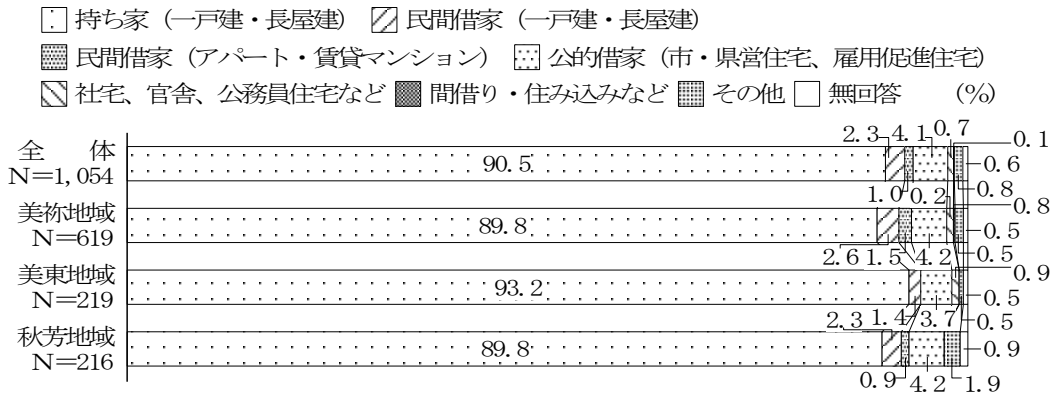 持ち家（一戸建・長屋建） 民間借家（一戸建・長屋建）
民間借家（アパート・賃貸マンション） 公的借家（市・県営住宅、雇用促進住宅）
社宅、官舎、公務員住宅など 間借り・住み込みなど その他 無回答 (%)
2.3 4.1 0.7 0.1
全 体 90.5 0.6
N＝1,054 0.8
1.0 0.2 0.8
美祢地域 89.8 0.5
N＝619 0.5
2.6 1.5 4.2
美東地域 93.2 0.9
N＝219 0.5
2.3 1.4 3.7 0.5
秋芳地域 89.8 0.9
N＝216
0.9 4.2 1.9